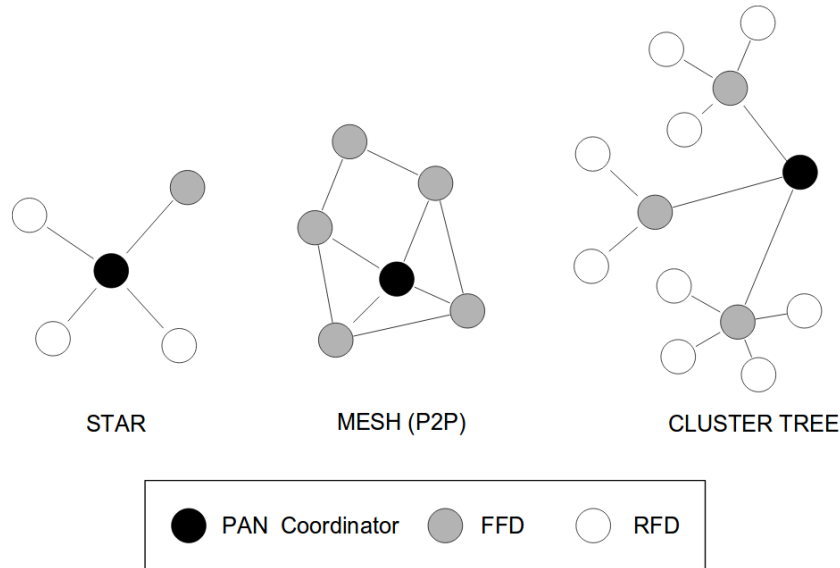 STAR
MESH (P2P)
CLUSTER TREE
PAN Coordinator
FFD
RFD